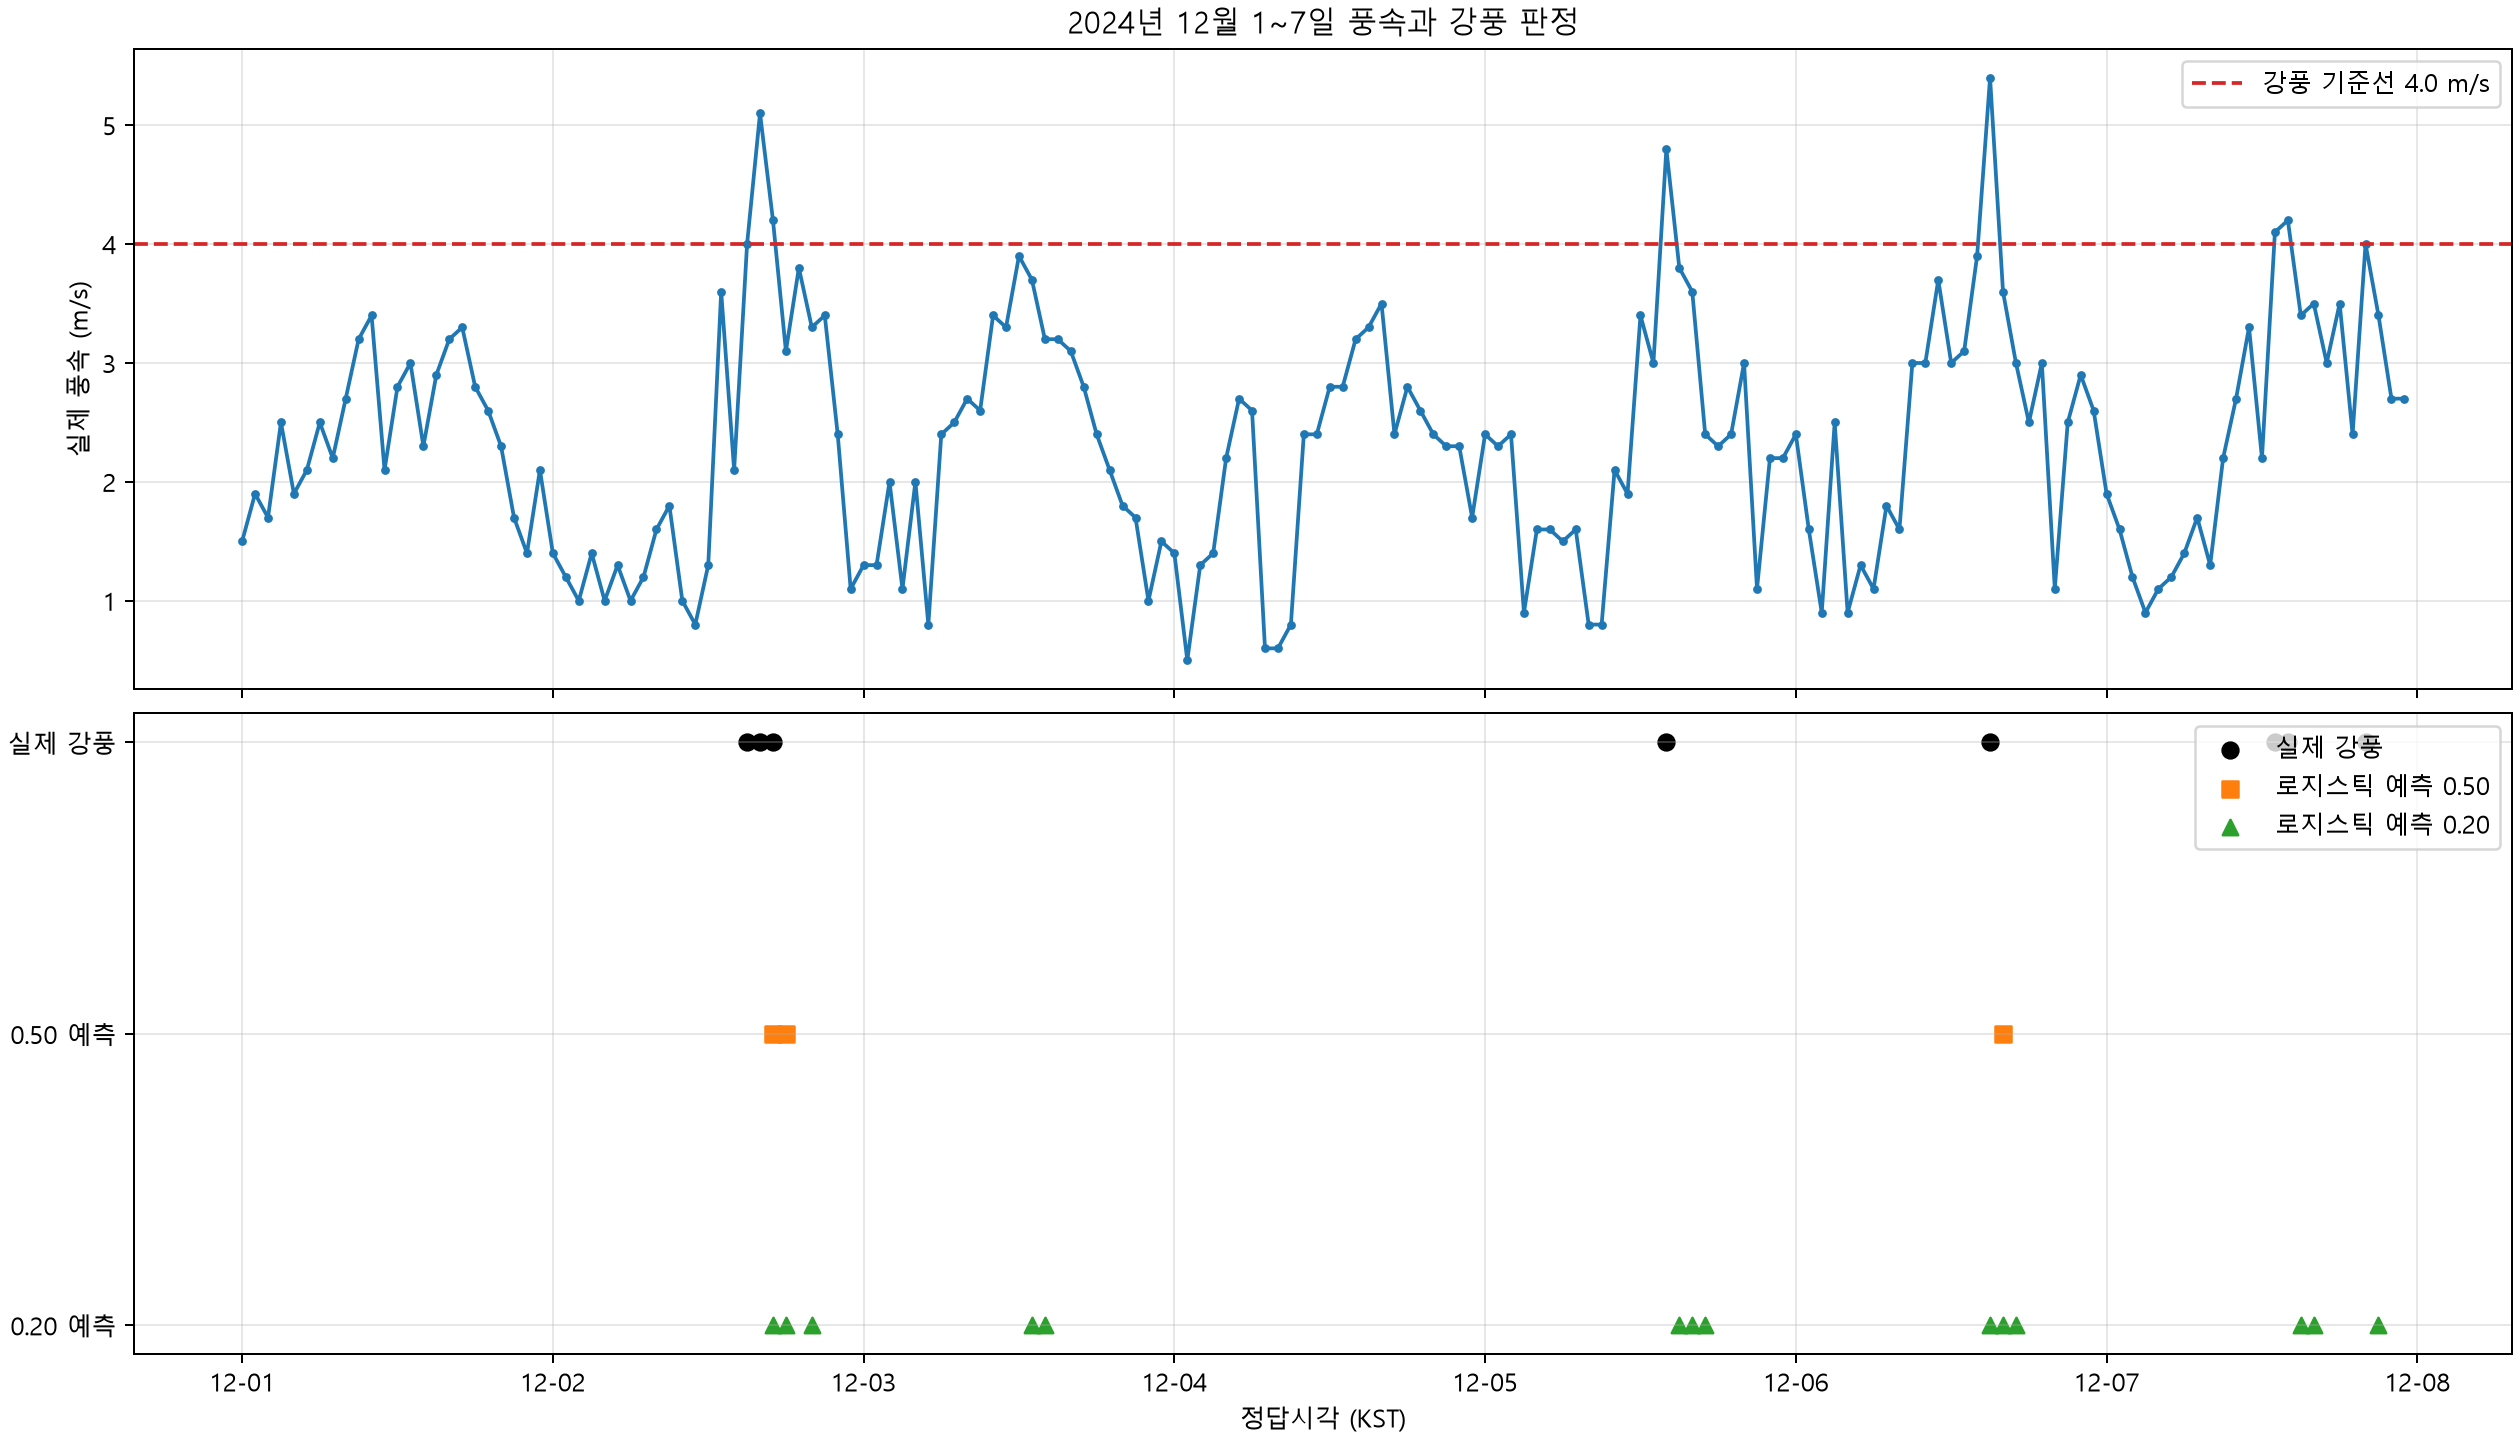 2024년 12월 1~7일 풍속과 강풍 판정
강풍 기준선 4.0 m/s
실제 풍속 (m/s)
5
4
3
2
1
실제 강풍
0.50 예측
0.20 예측
실제 강풍
로지스틱 예측 0.50
로지스틱 예측 0.20
12-01 12-02 12-03 12-04 12-05 12-06 12-07 12-08
정답시각 (KST)